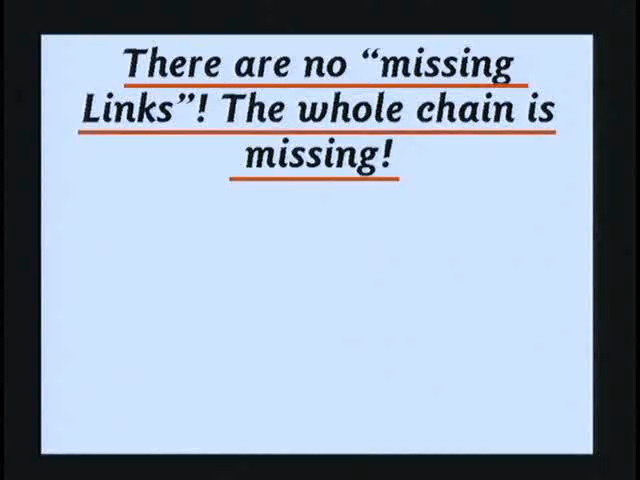 There are no “missing
Links”! The whole chain is
missing!